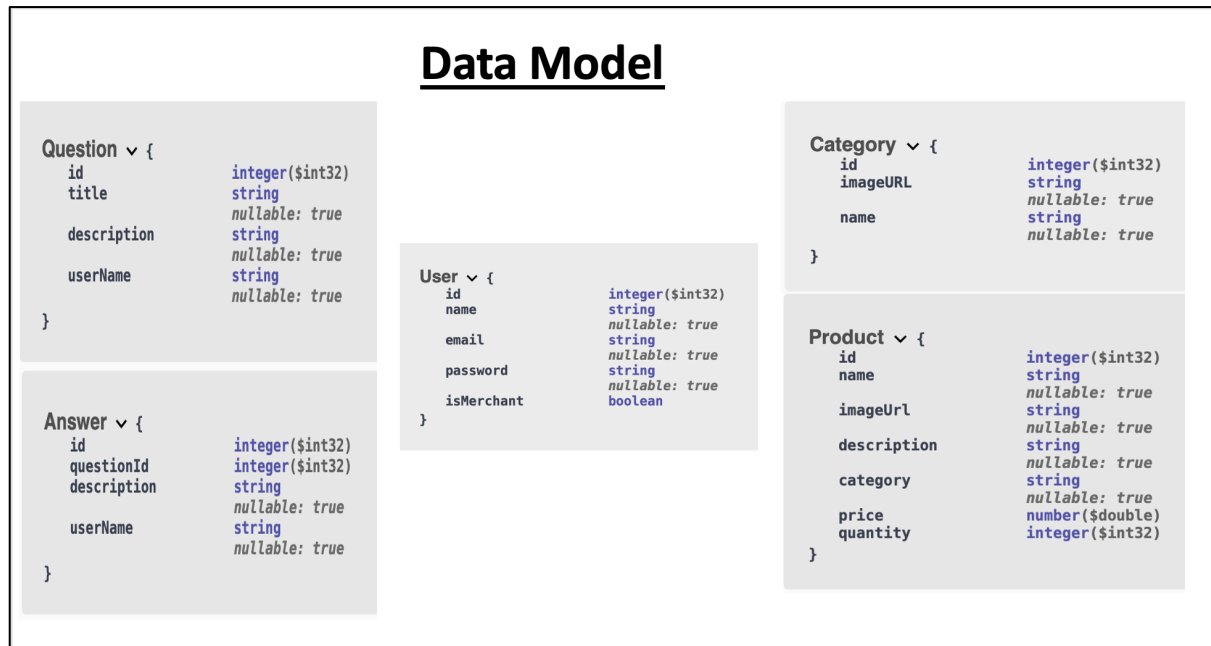 Data Model
Question {
id integer($int32)
title string
nullable: true
description string
nullable: true
userName string
nullable: true
}
Answer {
id integer($int32)
questionId integer($int32)
description string
nullable: true
userName string
nullable: true
}
User {
id integer($int32)
name string
nullable: true
email string
nullable: true
password string
nullable: true
isMerchant boolean
}
Category {
id integer($int32)
imageURL string
nullable: true
name string
nullable: true
}
Product {
id integer($int32)
name string
nullable: true
imageUrl string
nullable: true
description string
nullable: true
category string
nullable: true
price number($double)
quantity integer($int32)
}